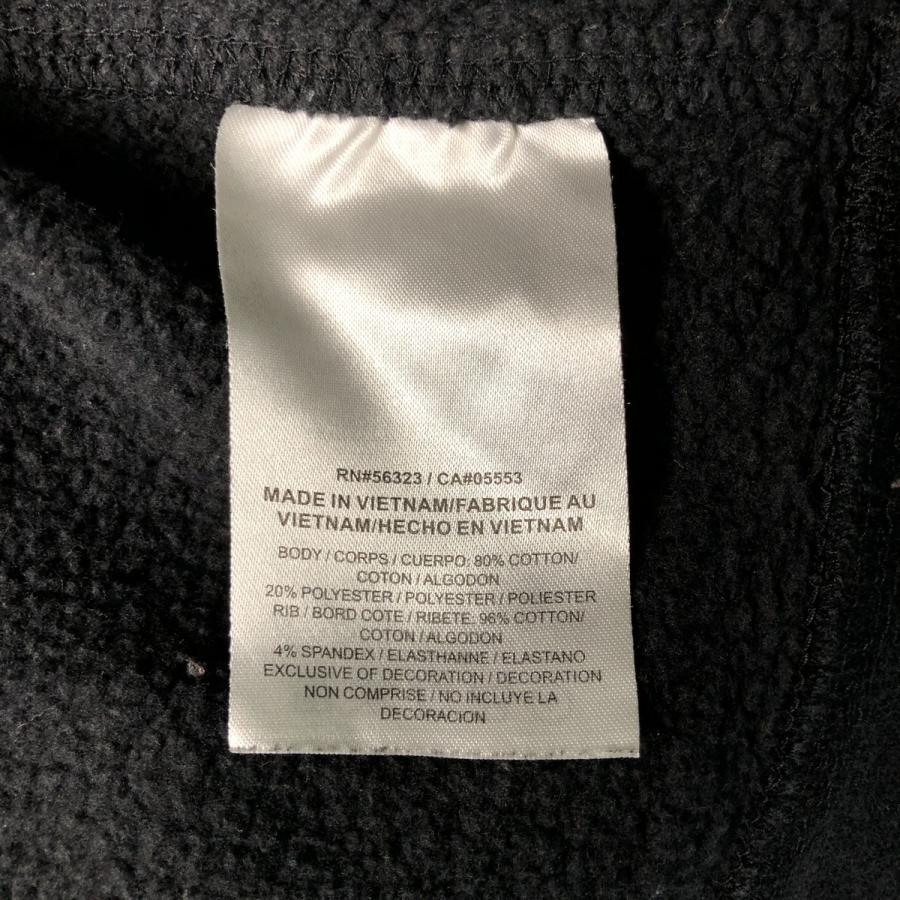 RN#56323 / CA#05553
MADE IN VIETNAM/FABRIQUE AU
VIETNAM/HECHO EN VIETNAM
BODY / CORPS / CUERPO: 80% COTTON/
COTON / ALGODON
20% POLYESTER / POLYESTER / POLIESTER
RIB / BORD COTE / RIBETE: 96% COTTON/
COTON / ALGODON
4% SPANDEX / ELASTHANNE / ELASTANO
EXCLUSIVE OF DECORATION / DECORATION
NON COMPRISE / NO INCLUYE LA
DECORACION